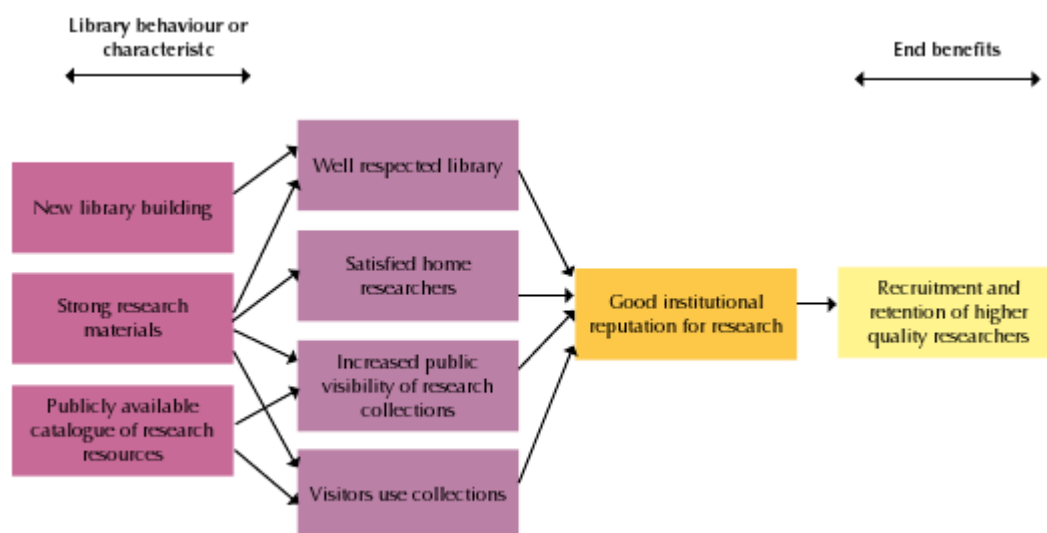 Library behaviour or
characteristc
End benefits
New library building
Strong research
materials
Publicly available
catalogue of research
resources
Well respected library
Satisfied home
researchers
Increased public
visibility of research
collections
Visitors use collections
Good institutional
reputation for research
Recruitment and
retention of higher
quality researchers